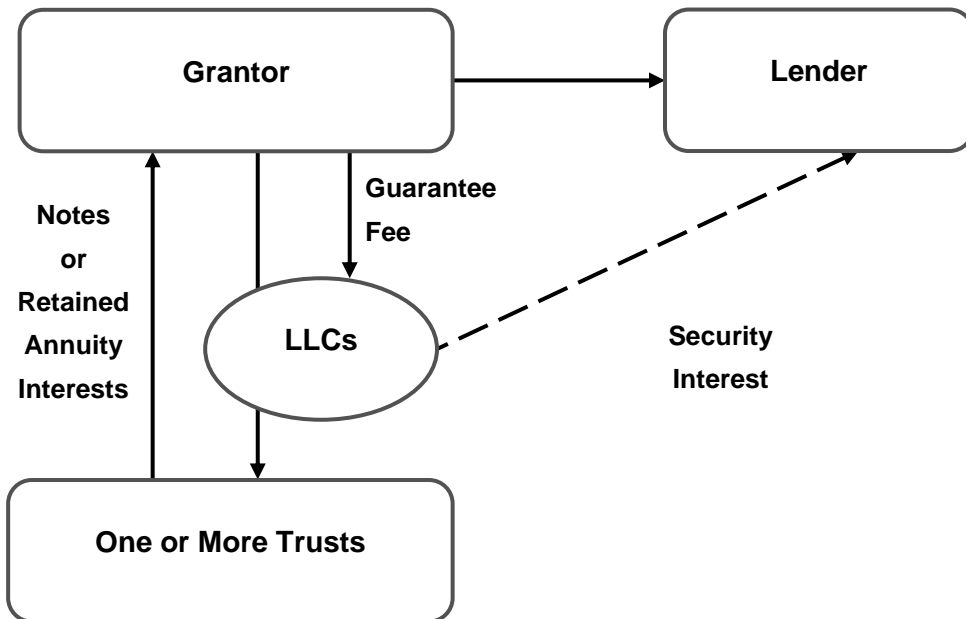 Grantor
Lender
Guarantee
Fee
Notes
or
Retained
Annuity
Interests
LLCs
Security
Interest
One or More Trusts